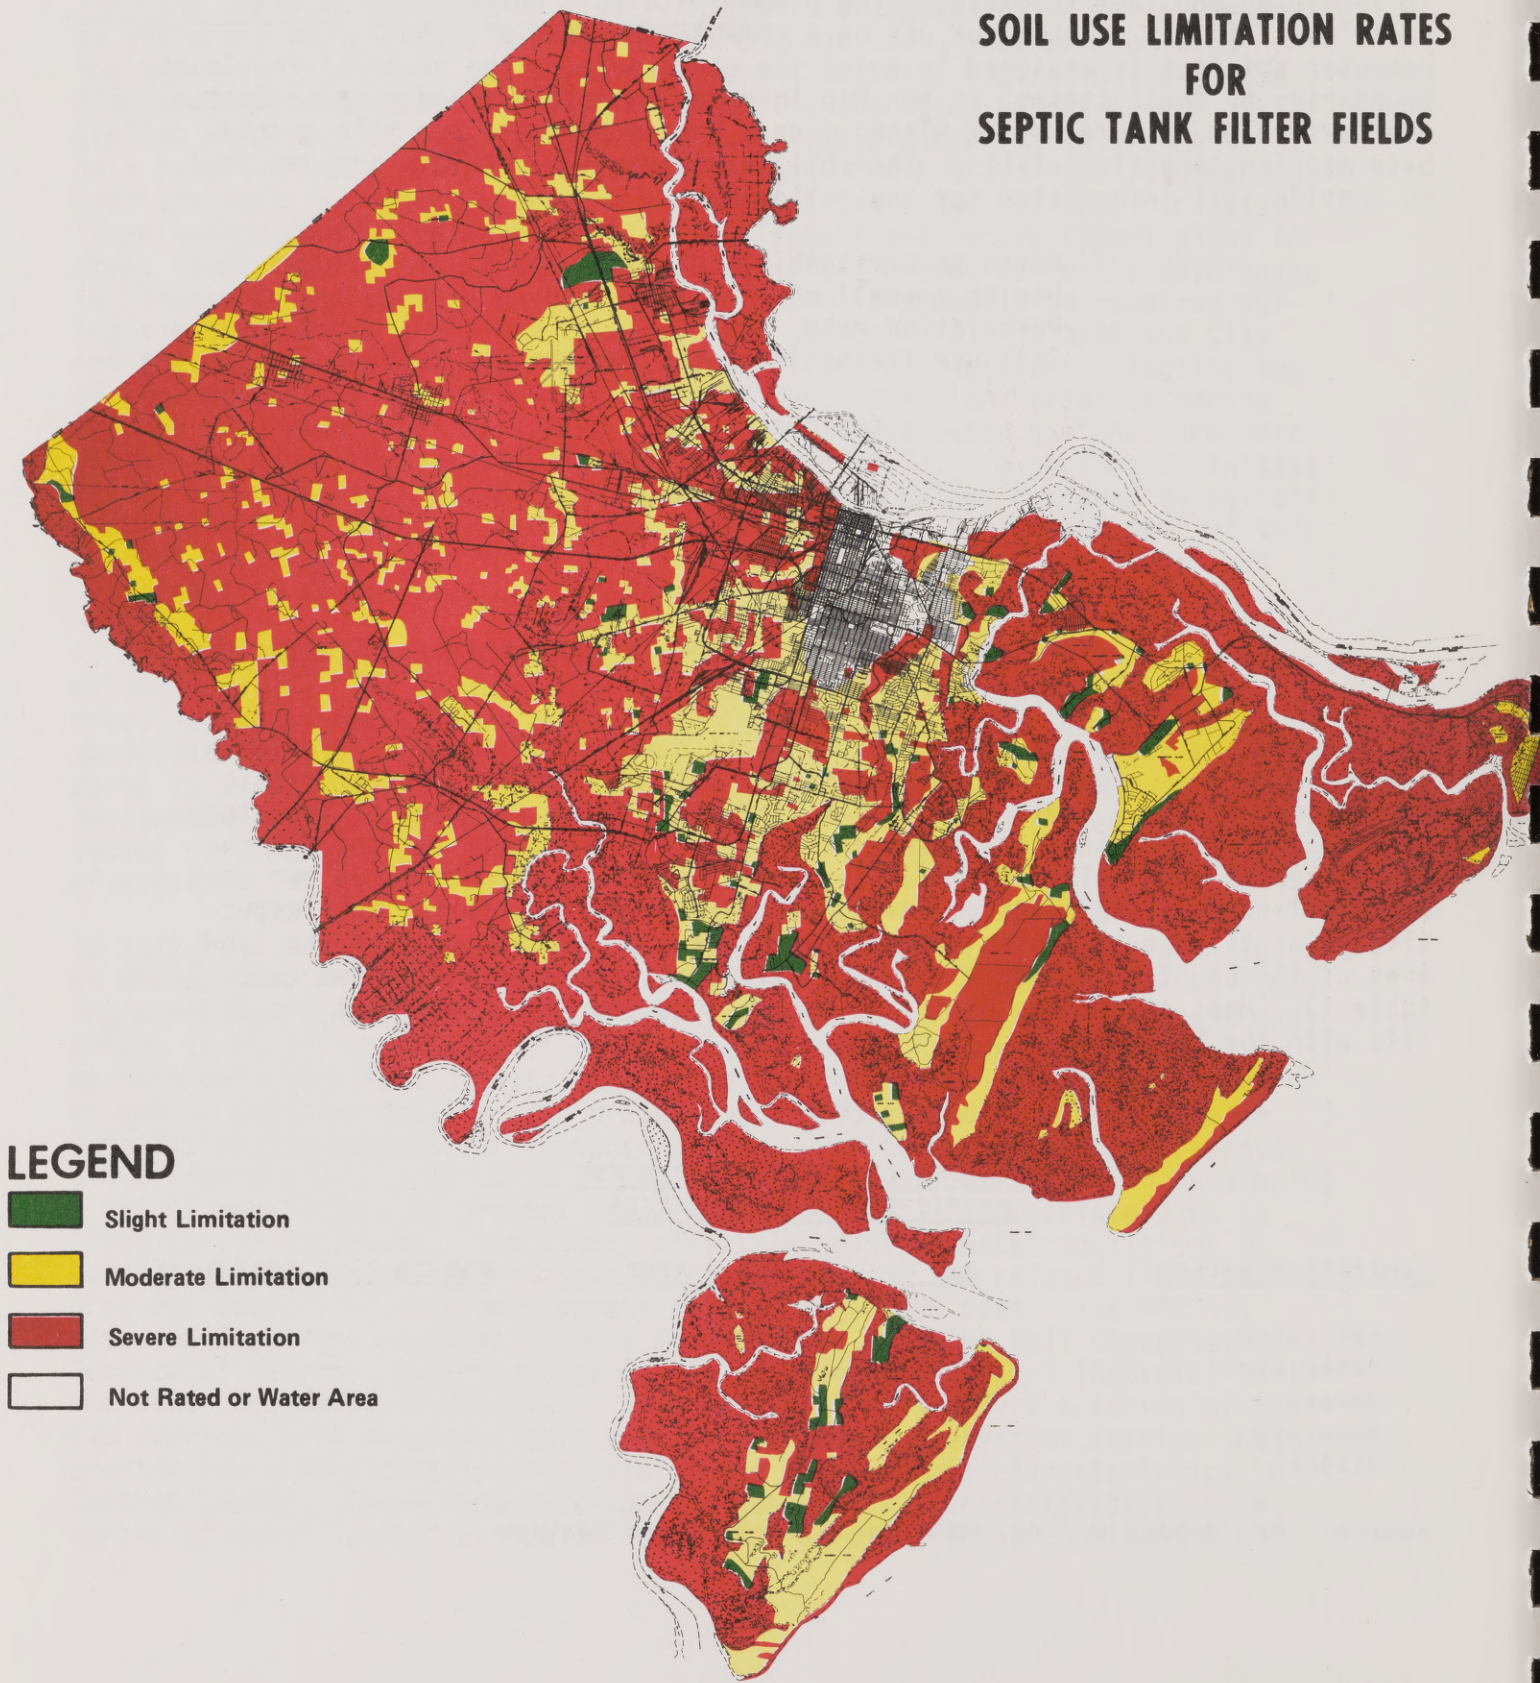 SOIL USE LIMITATION RATES
FOR
SEPTIC TANK FILTER FIELDS
LEGEND
Slight Limitation
Moderate Limitation
Severe Limitation
Not Rated or Water Area